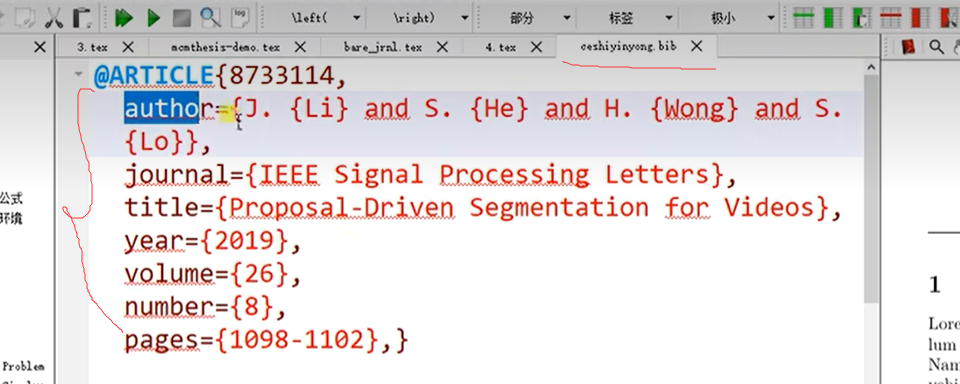 log \left( \right) 部分 标签 极小
3.tex mcmthesis-demo.tex bare_jrnl.tex 4.tex ceshiyinyong.bib
@ARTICLE{8733114,
author={J. {Li} and S. {He} and H. {Wong} and S.
{Lo}},
journal={IEEE Signal Processing Letters},
title={Proposal-Driven Segmentation for Videos},
year={2019},
volume={26},
number={8},
pages={1098-1102},}
公式
环境
Problem
1
Lore
lum
Nam